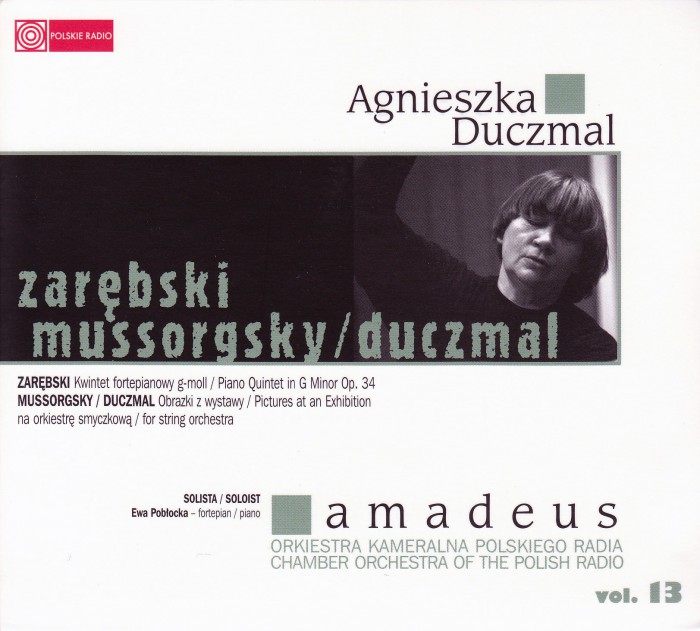 POLSKIE RADIO
Agnieszka
Duczmal
zarębski
mussorgsky/duczmal
ZARĘBSKI Kwintet fortepianowy g-moll / Piano Quintet in G Minor Op. 34
MUSSORGSKY / DUCZMAL Obrazki z wystawy / Pictures at an Exhibition
na orkiestrę smyczkową / for string orchestra
SOLISTA / SOLOIST
Ewa Pobłocka – fortepian / piano
amadeus
ORKIESTRA KAMERALNA POLSKIEGO RADIA
CHAMBER ORCHESTRA OF THE POLISH RADIO
vol. 13